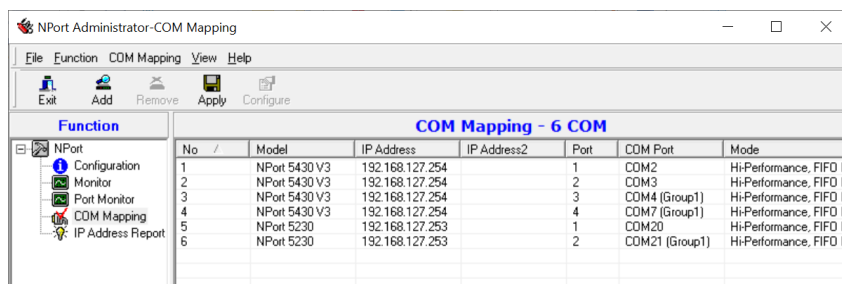 NPort Administrator-COM Mapping
File Function COM Mapping View Help
Exit Add Remove Apply Configure
Function
COM Mapping - 6 COM
NPort
Configuration
Monitor
Port Monitor
COM Mapping
IP Address Report
No / Model IP Address IP Address2 Port COM Port Mode
1 NPort 5430 V3 192.168.127.254 1 COM2 Hi-Performance, FIFO
2 NPort 5430 V3 192.168.127.254 2 COM3 Hi-Performance, FIFO
3 NPort 5430 V3 192.168.127.254 3 COM4 (Group1) Hi-Performance, FIFO
4 NPort 5430 V3 192.168.127.254 4 COM7 (Group1) Hi-Performance, FIFO
5 NPort 5230 192.168.127.253 1 COM20 Hi-Performance, FIFO
6 NPort 5230 192.168.127.253 2 COM21 (Group1) Hi-Performance, FIFO